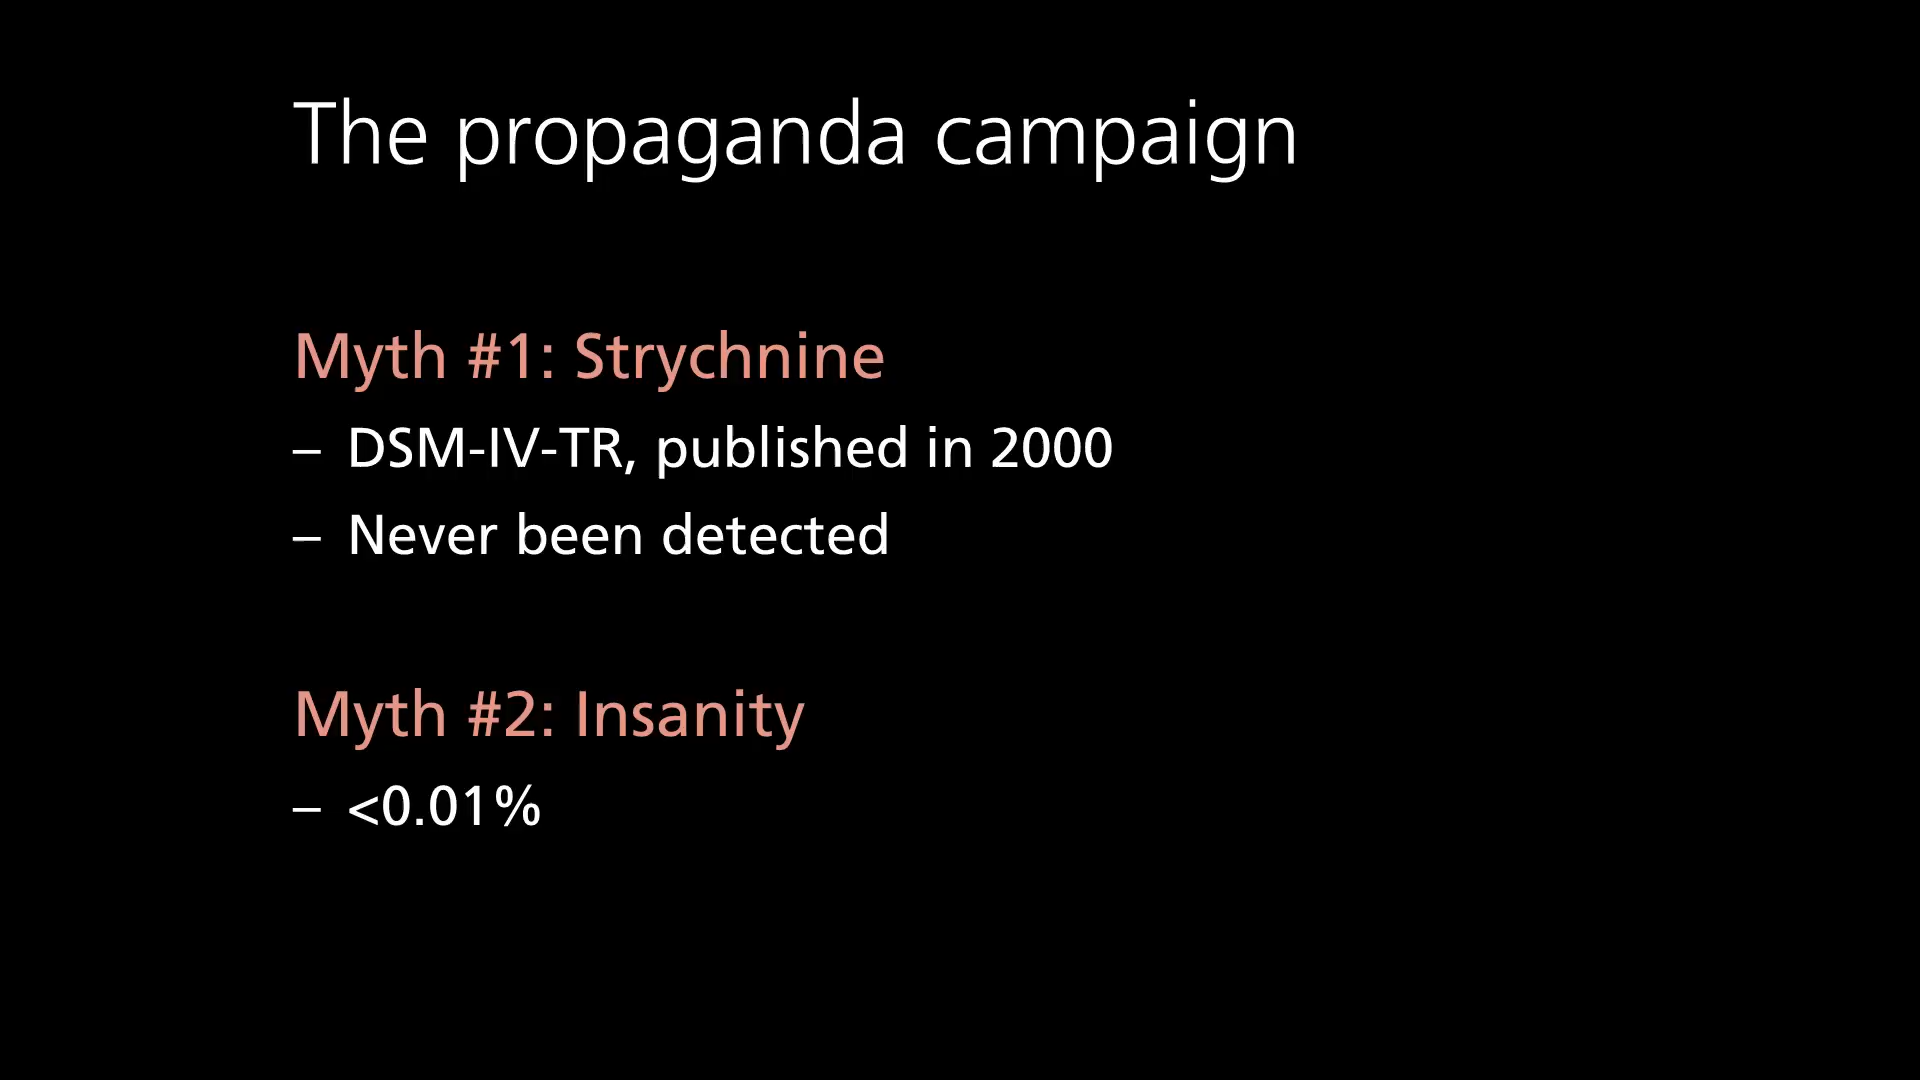 The propaganda campaign
Myth #1: Strychnine
– DSM-IV-TR, published in 2000
– Never been detected
Myth #2: Insanity
– <0.01%